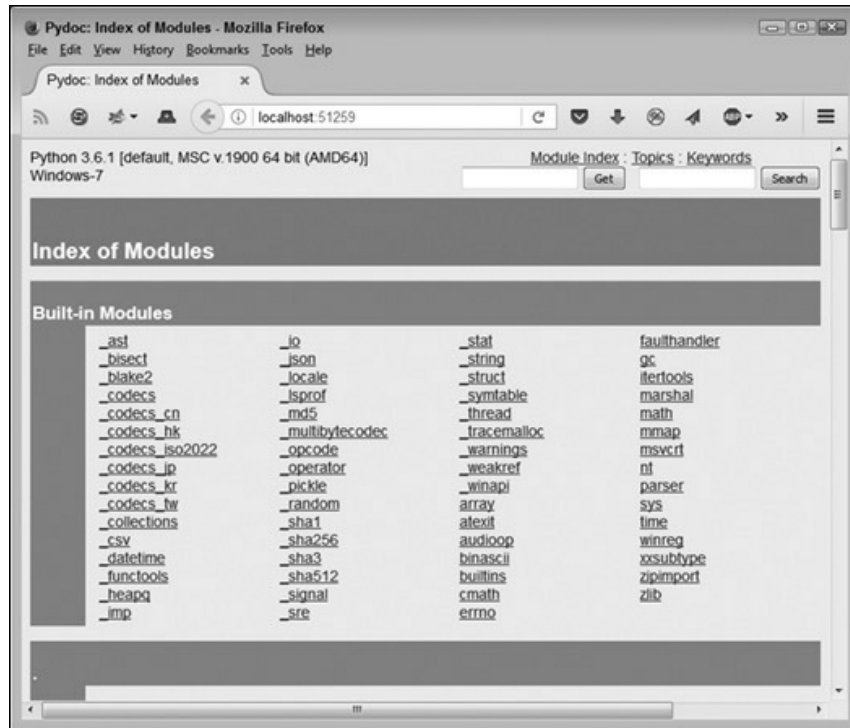 Pydoc: Index of Modules - Mozilla Firefox
File Edit View History Bookmarks Tools Help
Pydoc: Index of Modules
localhost:51259
ABP
Python 3.6.1 [default, MSC v.1900 64 bit (AMD64)]
Windows-7
Module Index : Topics : Keywords
Get
Search
Index of Modules
Built-in Modules
_ast
_bisect
_blake2
_codecs
_codecs_cn
_codecs_hk
_codecs_iso2022
_codecs_jp
_codecs_kr
_codecs_tw
_collections
_csv
_datetime
_functools
_heapq
_imp
_io
_json
_locale
_lsprof
_md5
_multibytecodec
_opcode
_operator
_pickle
_random
_sha1
_sha256
_sha3
_sha512
_signal
_sre
_stat
_string
_struct
_symtable
_thread
_tracemalloc
_warnings
_weakref
_winapi
array
atexit
audioop
binascii
builtins
cmath
errno
faulthandler
gc
itertools
marshal
math
mmap
msvcrt
nt
parser
sys
time
winreg
xxsubtype
zipimport
zlib
.